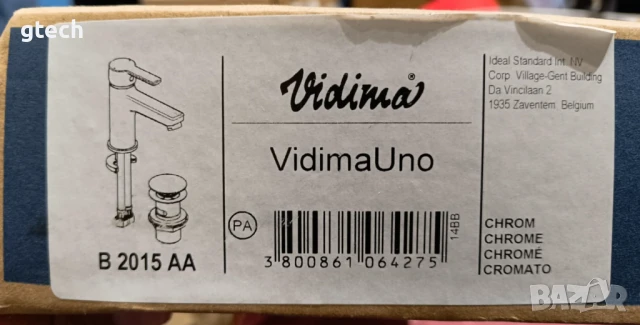 gtech
Vidima
VidimaUno
B 2015 AA
PA
3 800861 064275
14BB
Ideal Standard Int. NV
Corp. Village-Gent Building
Da Vincilaan 2
1935 Zaventem, Belgium
CHROM
CHROME
CHROMÉ
CROMATO
BAZAR